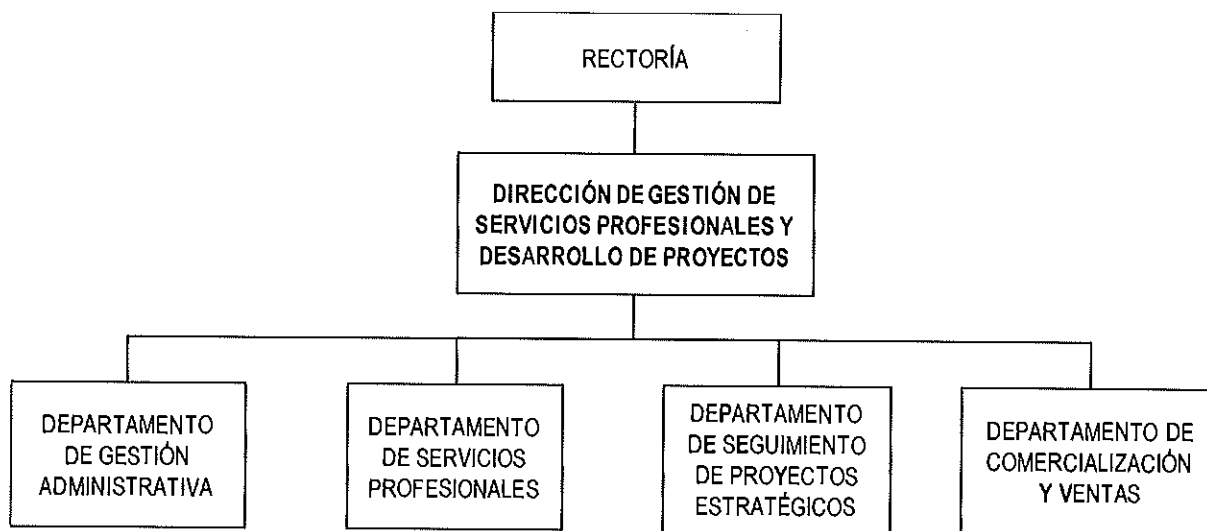 RECTORÍA
DIRECCIÓN DE GESTIÓN DE
SERVICIOS PROFESIONALES Y
DESARROLLO DE PROYECTOS
DEPARTAMENTO
DE GESTIÓN
ADMINISTRATIVA
DEPARTAMENTO
DE SERVICIOS
PROFESIONALES
DEPARTAMENTO
DE SEGUIMIENTO
DE PROYECTOS
ESTRATÉGICOS
DEPARTAMENTO DE
COMERCIALIZACIÓN
Y VENTAS